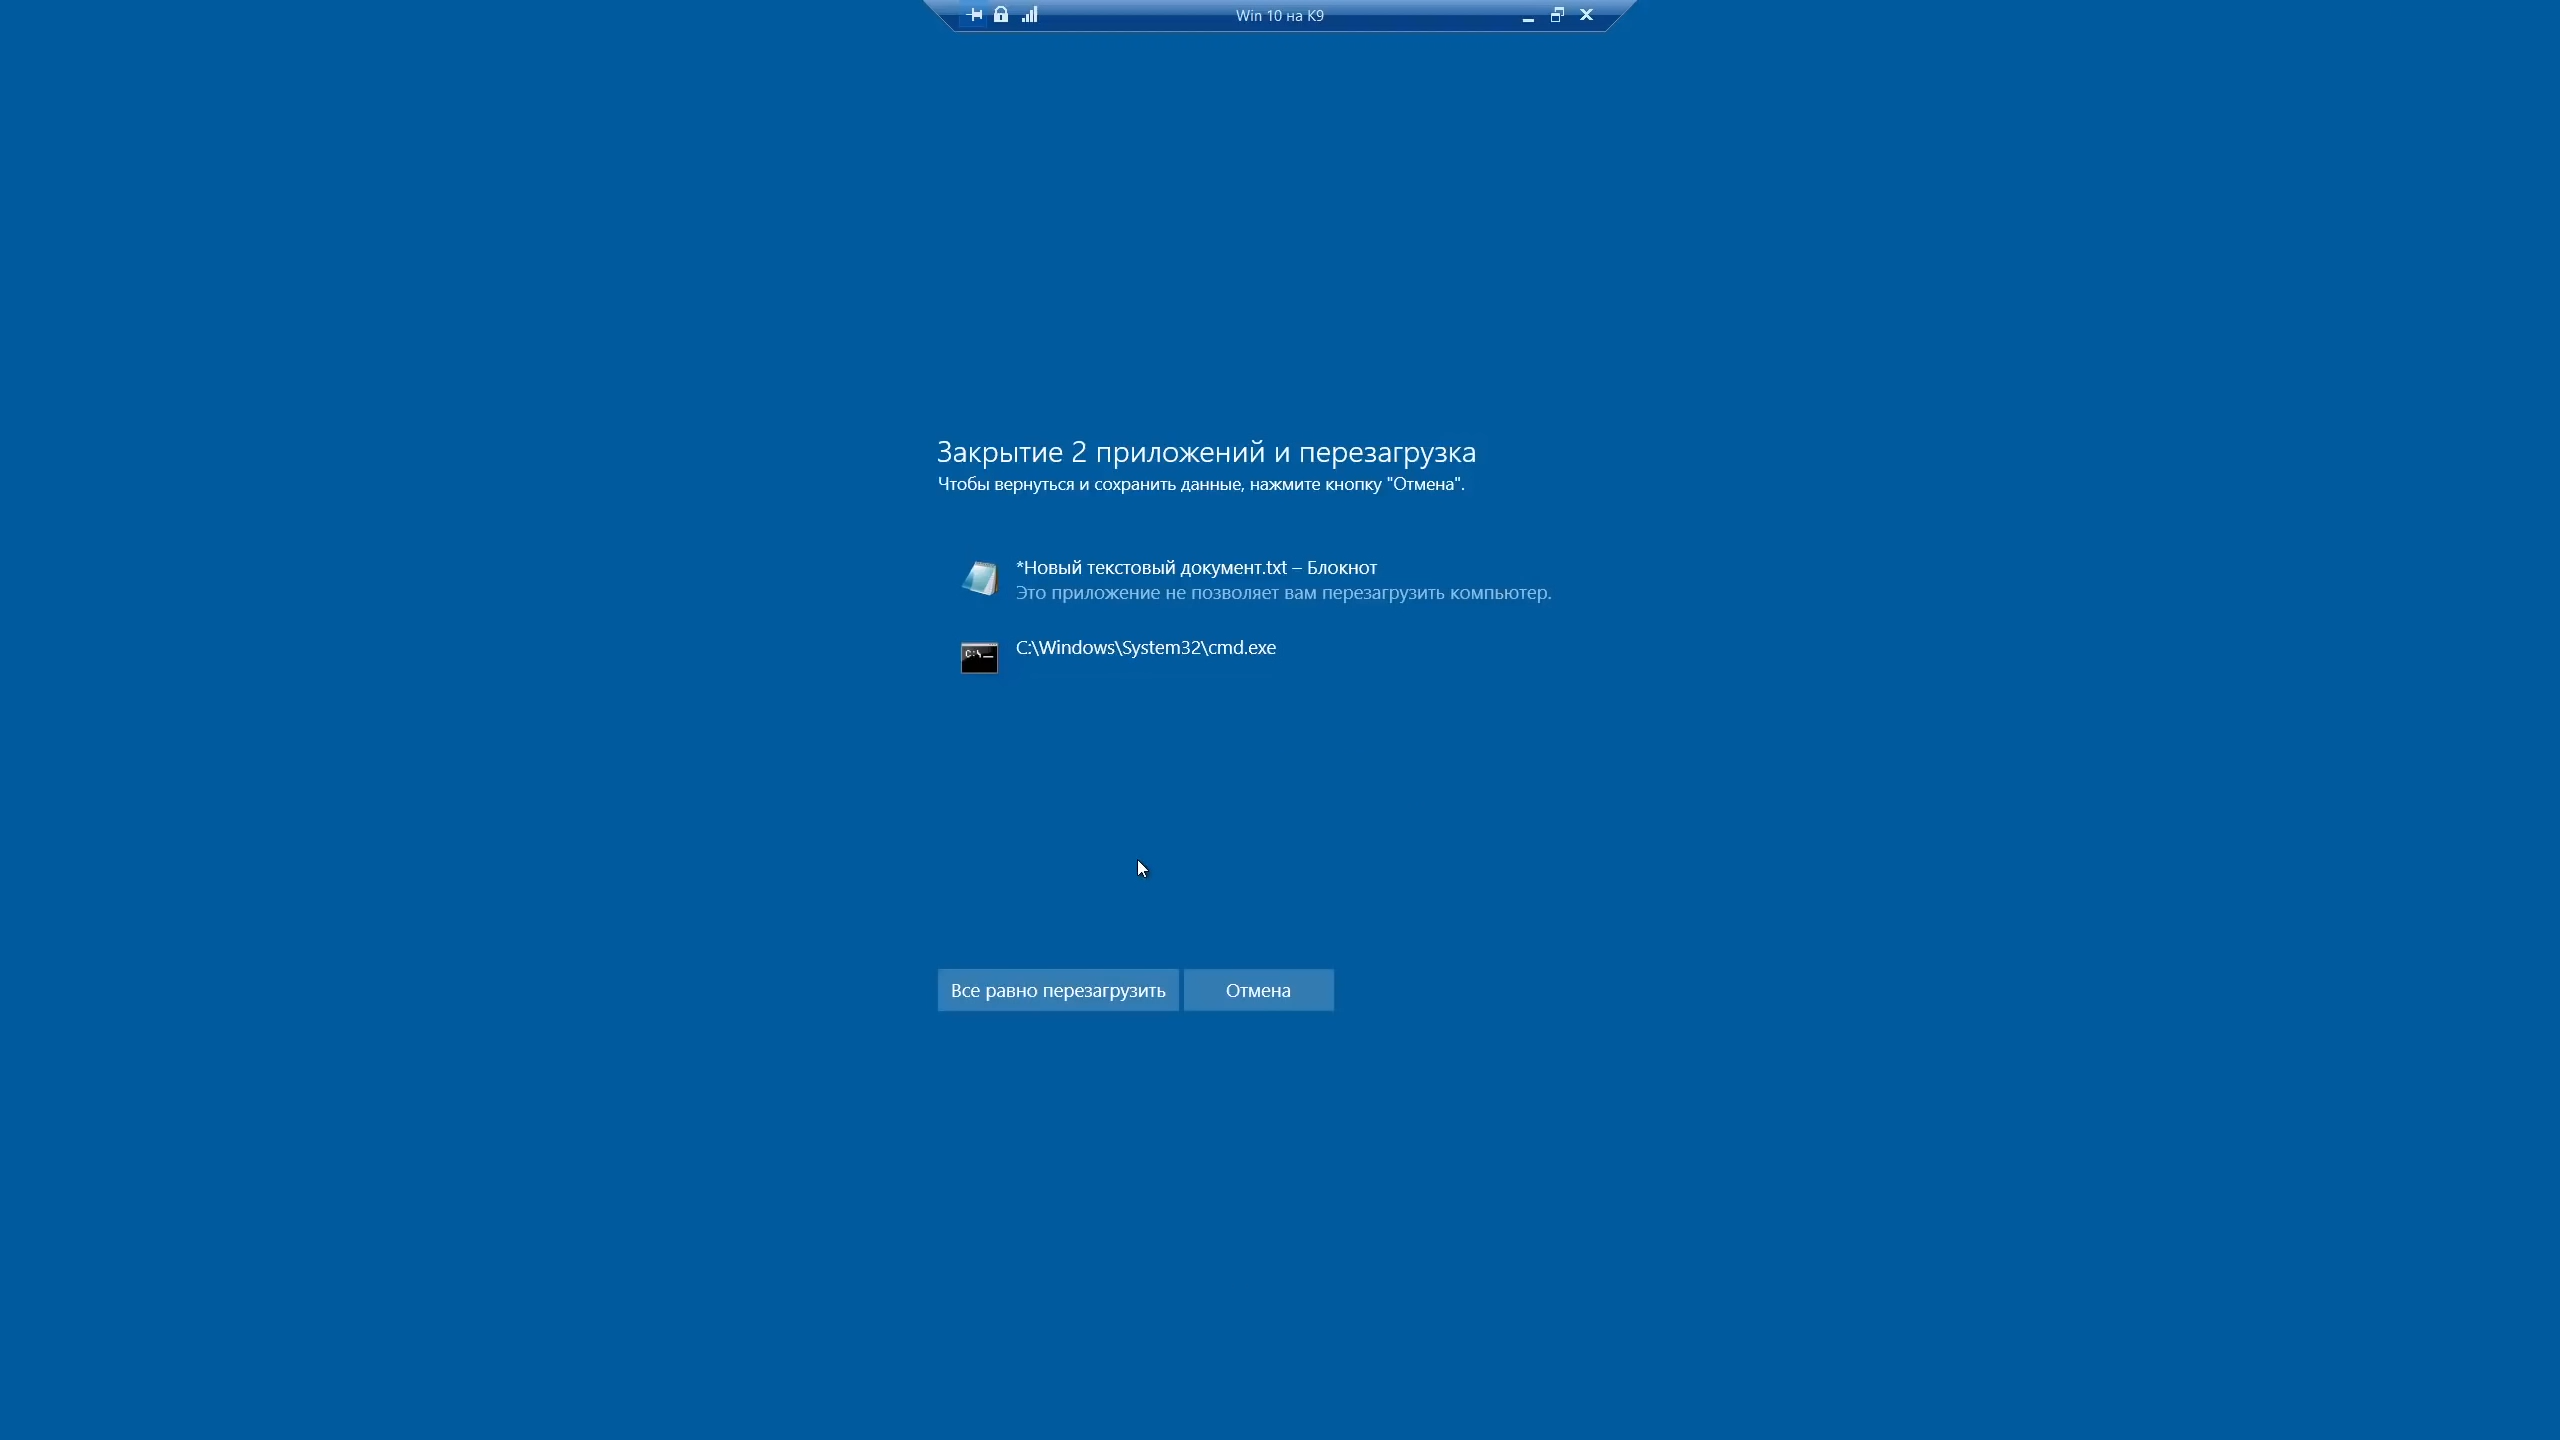 Win 10 на K9
Закрытие 2 приложений и перезагрузка
Чтобы вернуться и сохранить данные, нажмите кнопку "Отмена".
*Новый текстовый документ.txt – Блокнот
Это приложение не позволяет вам перезагрузить компьютер.
C:\Windows\System32\cmd.exe
Все равно перезагрузить Отмена